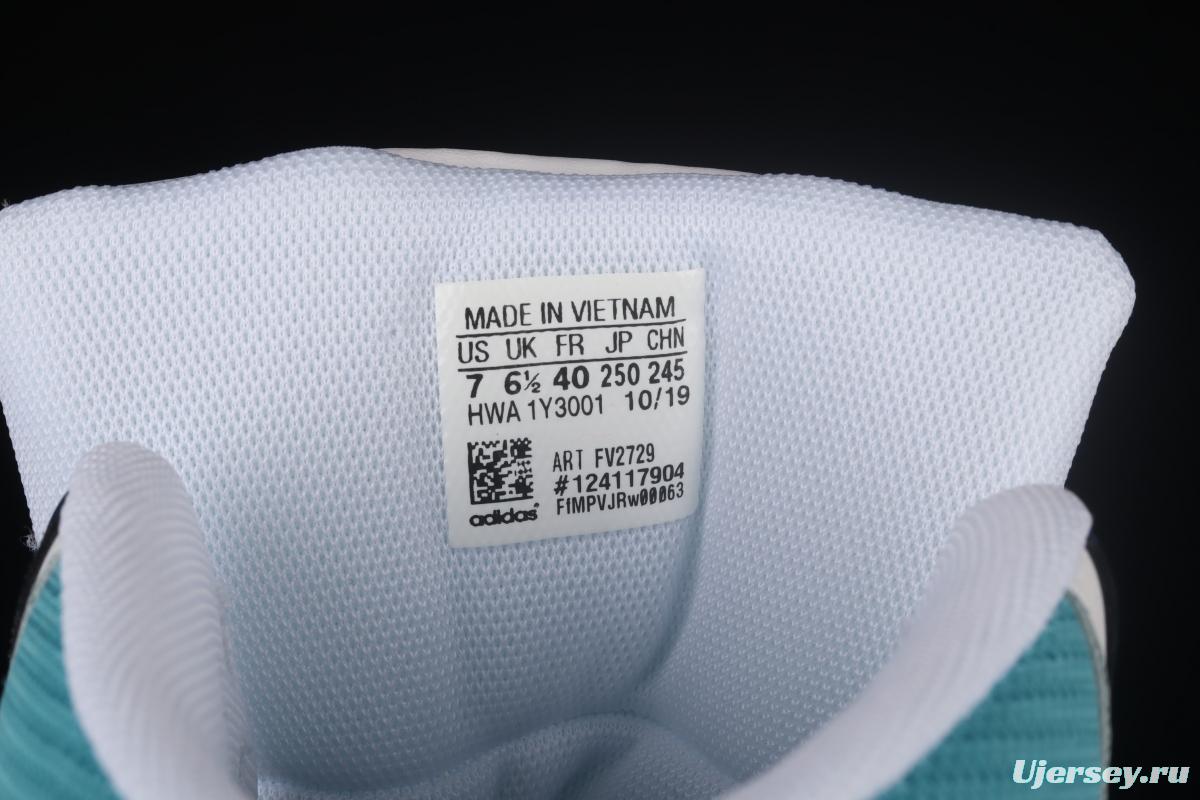 MADE IN VIETNAM
US UK FR JP CHN
7 6½ 40 250 245
HWA 1Y3001 10/19
ART FV2729
#124117904
F1MPVJRw00063
adidas
Ujersey.ru